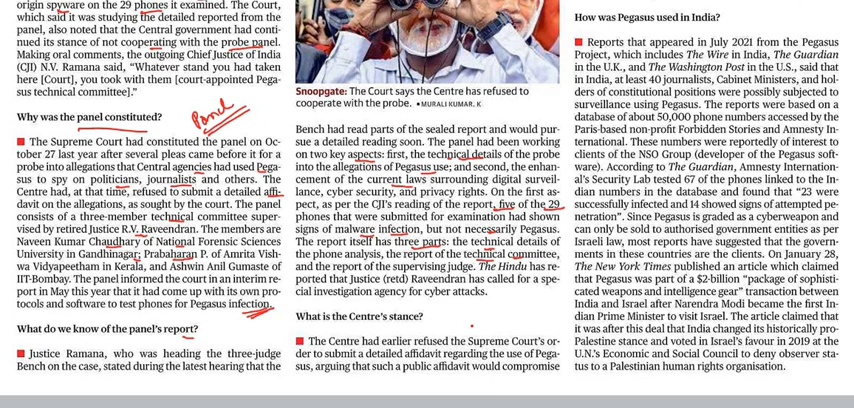 origin spyware on the 29 phones it examined. The Court,
which said it was studying the detailed report from the
panel, also noted that the Central government had conti-
nued its stance of not cooperating with the probe panel.
Making oral comments, the outgoing Chief Justice of India
(CJI) N.V. Ramana said, "Whatever stand you had taken
here [Court], you took with them [court-appointed Pega-
sus technical committee]."
Why was the panel constituted?
Panel
■ The Supreme Court had constituted the panel on Oc-
tober 27 last year after several pleas came before it for a
probe into allegations that Central agencies had used Pega-
sus to spy on politicians, journalists and others. The
Centre had, at that time, refused to submit a detailed affi-
davit on the allegations, as sought by the court. The panel
consists of a three-member technical committee super-
vised by retired Justice R.V. Raveendran. The members are
Naveen Kumar Chaudhary of National Forensic Sciences
University in Gandhinagar; Prabaharan P. of Amrita Vish-
wa Vidyapeetham in Kerala, and Ashwin Anil Gumaste of
IIT-Bombay. The panel informed the court in an interim re-
port in May this year that it had come up with its own pro-
tocols and software to test phones for Pegasus infection.
What do we know of the panel's report?
■ Justice Ramana, who was heading the three-judge
Bench on the case, stated during the latest hearing that the
Snoopgate: The Court says the Centre has refused to
cooperate with the probe. • MURALI KUMAR. K
Bench had read parts of the sealed report and would pur-
sue a detailed reading soon. The panel had been working
on two key aspects: first, the technical details of the probe
into the allegations of Pegasus use; and second, the enhan-
cement of the current laws surrounding digital surveil-
lance, cyber security, and privacy rights. On the first as-
pect, as per the CJI's reading of the report, five of the 29
phones that were submitted for examination had shown
signs of malware infection, but not necessarily Pegasus.
The report itself has three parts: the technical details of
the phone analysis, the report of the technical committee,
and the report of the supervising judge. The Hindu has re-
ported that Justice (retd) Raveendran has called for a spe-
cial investigation agency for cyber attacks.
What is the Centre's stance?
■ The Centre had earlier refused the Supreme Court's or-
der to submit a detailed affidavit regarding the use of Pega-
sus, arguing that such a public affidavit would compromise
How was Pegasus used in India?
■ Reports that appeared in July 2021 from the Pegasus
Project, which includes The Wire in India, The Guardian
in the U.K., and The Washington Post in the U.S., said that
in India, at least 40 journalists, Cabinet Ministers, and hol-
ders of constitutional positions were possibly subjected to
surveillance using Pegasus. The reports were based on a
database of about 50,000 phone numbers accessed by the
Paris-based non-profit Forbidden Stories and Amnesty In-
ternational. These numbers were reportedly of interest to
clients of the NSO Group (developer of the Pegasus soft-
ware). According to The Guardian, Amnesty Internation-
al's Security Lab tested 67 of the phones linked to the In-
dian numbers in the database and found that "23 were
successfully infected and 14 showed signs of attempted pe-
netration". Since Pegasus is graded as a cyberweapon and
can only be sold to authorised government entities as per
Israeli law, most reports have suggested that the govern-
ments in these countries are the clients. On January 28,
The New York Times published an article which claimed
that Pegasus was part of a $2-billion "package of sophisti-
cated weapons and intelligence gear" transaction between
India and Israel after Narendra Modi became the first In-
dian Prime Minister to visit Israel. The article claimed that
it was after this deal that India changed its historically pro-
Palestine stance and voted in Israel's favour in 2019 at the
U.N.'s Economic and Social Council to deny observer sta-
tus to a Palestinian human rights organisation.